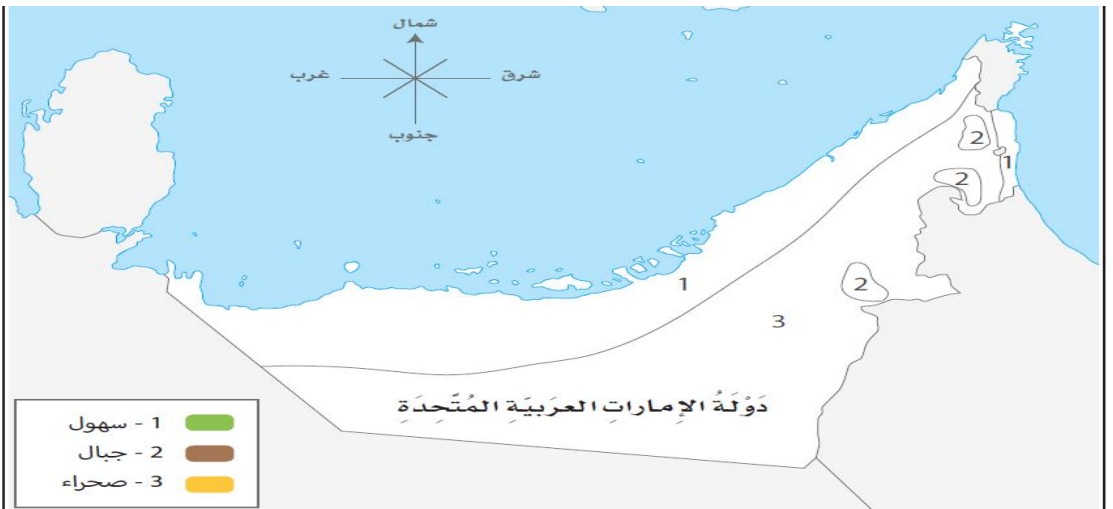 شمال
غرب
شرق
جنوب
2
1
2
1
2
3
دَوْلَةُ الإِماراتِ العرَبيّةِ المُتَّحِدَةِ
1 - سهول
2 - جبال
3 - صحراء